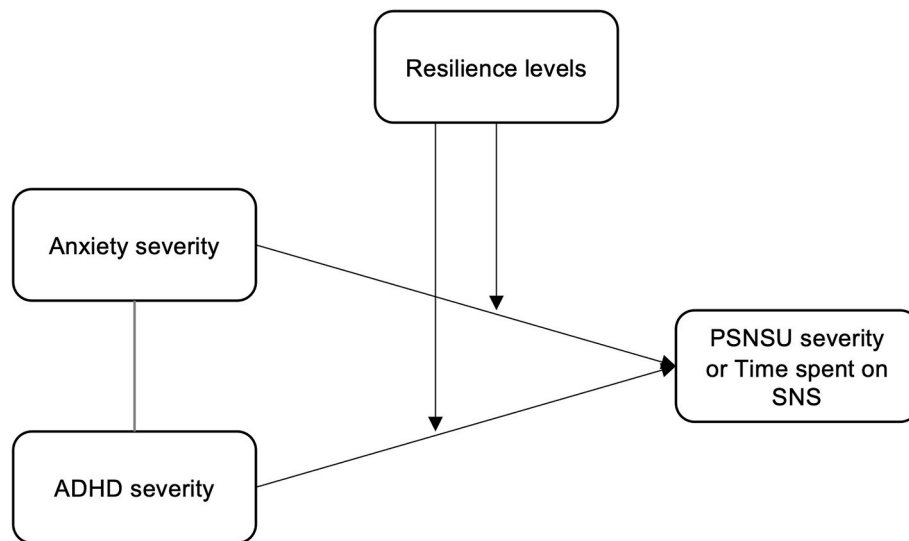 Resilience levels
Anxiety severity
PSNSU severity
or Time spent on
SNS
ADHD severity